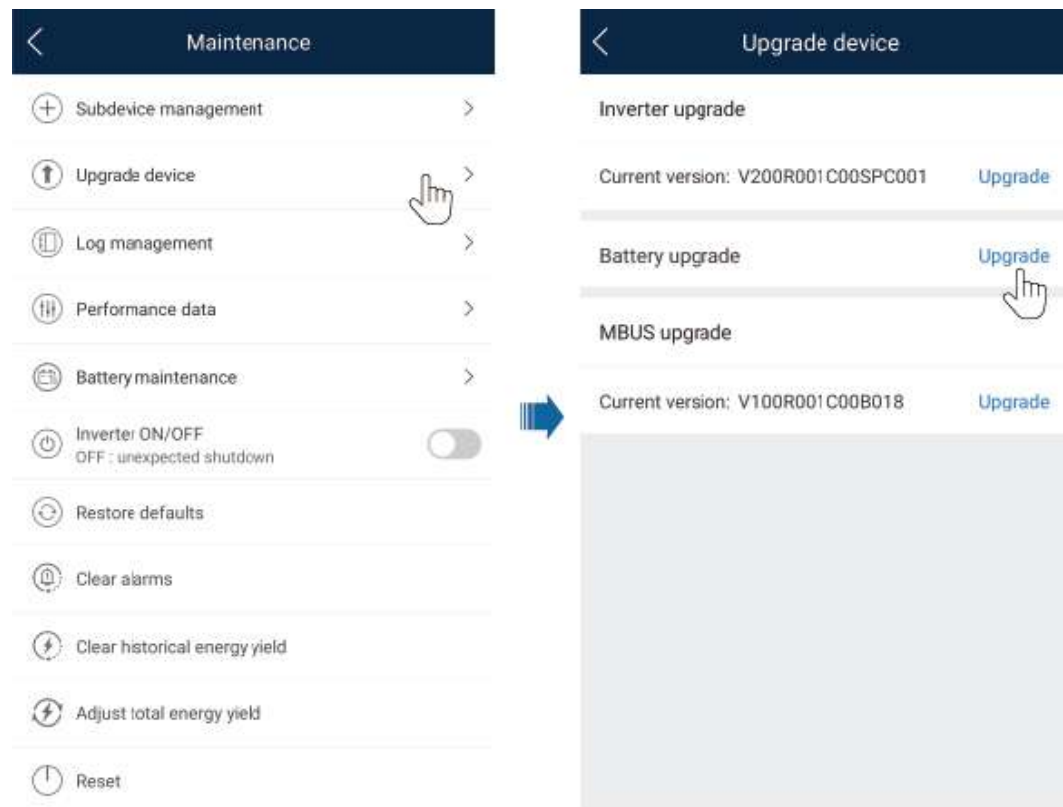 Maintenance
Subdevice management
Upgrade device
Log management
Performance data
Battery maintenance
Inverter ON/OFF
OFF : unexpected shutdown
Restore defaults
Clear alarms
Clear historical energy yield
Adjust total energy yield
Reset
Upgrade device
Inverter upgrade
Current version: V200R001C00SPC001 Upgrade
Battery upgrade Upgrade
MBUS upgrade
Current version: V100R001C00B018 Upgrade